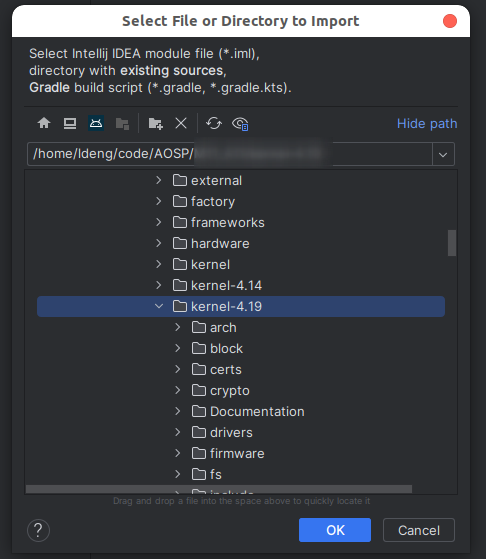 Select File or Directory to Import
Select Intellij IDEA module file (*.iml),
directory with existing sources,
Gradle build script (*.gradle, *.gradle.kts).
Hide path
/home/ldeng/code/AOSP/
external
factory
frameworks
hardware
kernel
kernel-4.14
kernel-4.19
arch
block
certs
crypto
Documentation
drivers
firmware
fs
include
Drag and drop a file into the space above to quickly locate it
?
OK
Cancel